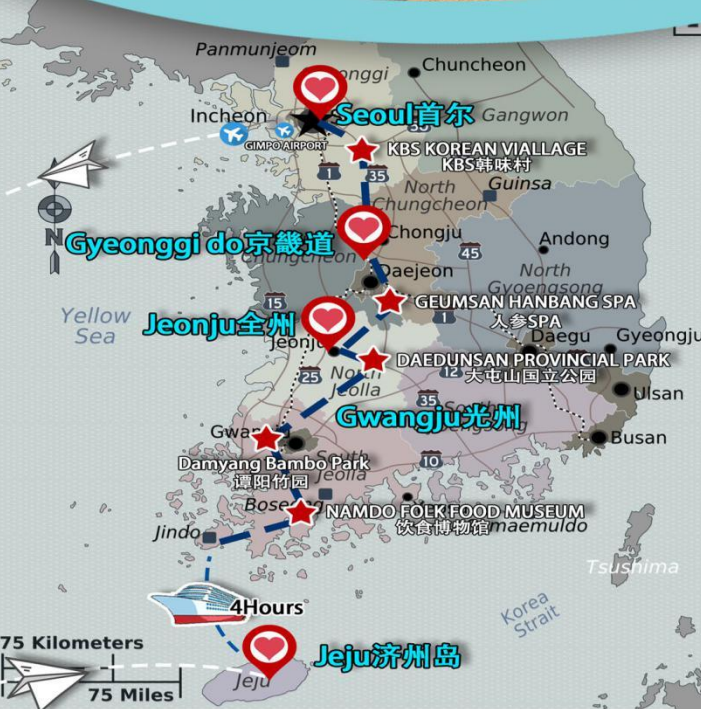 Panmunjeom
Chuncheon
Incheon
Seoul首尔
Gangwon
GIMPO AIRPORT
KBS KOREAN VIALLAGE
KBS韩味村
1
35
North
Chungcheon
Guinsa
N
Gyeonggi do京畿道
Chongju
45
Andong
Daejeon
North
Gyoengsong
15
GEUMSAN HANBANG SPA
人参SPA
1
Yellow
Sea
Jeonju全州
Daegu
Gyeongju
DAEDUNSAN PROVINCIAL PARK
大屯山国立公园
25
North
Jeolla
12
35
Ulsan
Gwangju光州
Busan
Damyang Bambo Park
谭阳竹园
South
Jeolla
10
NAMDO FOLK FOOD MUSEUM
饮食博物馆
maemuldo
Jindo
Tsushima
4Hours
Korea
Strait
75 Kilometers
75 Miles
Jeju济州岛
Jeju